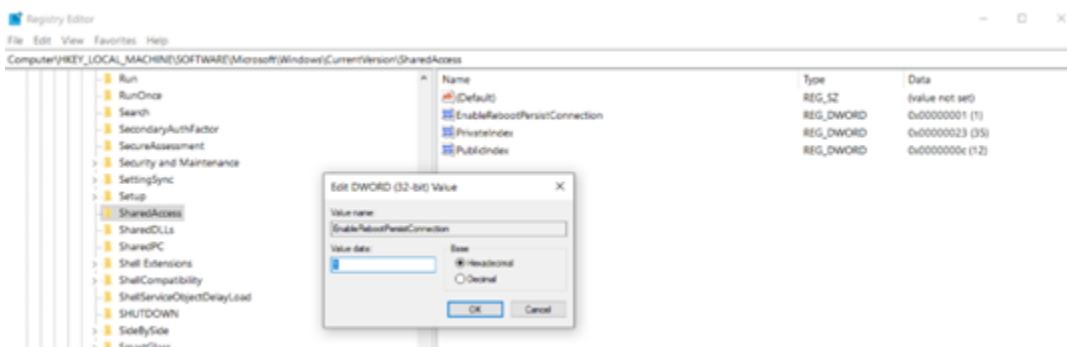 Registry Editor
File Edit View Favorites Help
Computer\HKEY_LOCAL_MACHINE\SOFTWARE\Microsoft\Windows\CurrentVersion\SharedAccess
Run
RunOnce
Search
SecondaryAuthFactor
SecureAssessment
Security and Maintenance
SettingSync
Setup
SharedAccess
SharedDLLs
SharedPC
Shell Extensions
ShellCompatibility
ShellServiceObjectDelayLoad
SHUTDOWN
SideBySide
SmartGlass
Name Type Data
(Default) REG_SZ (value not set)
EnableRebootPersistConnection REG_DWORD 0x00000001 (1)
PrivateIndex REG_DWORD 0x00000023 (35)
PublicIndex REG_DWORD 0x0000000c (12)
Edit DWORD (32-bit) Value
Value name:
EnableRebootPersistConnection
Value data:
1
Base
Hexadecimal
Decimal
OK Cancel